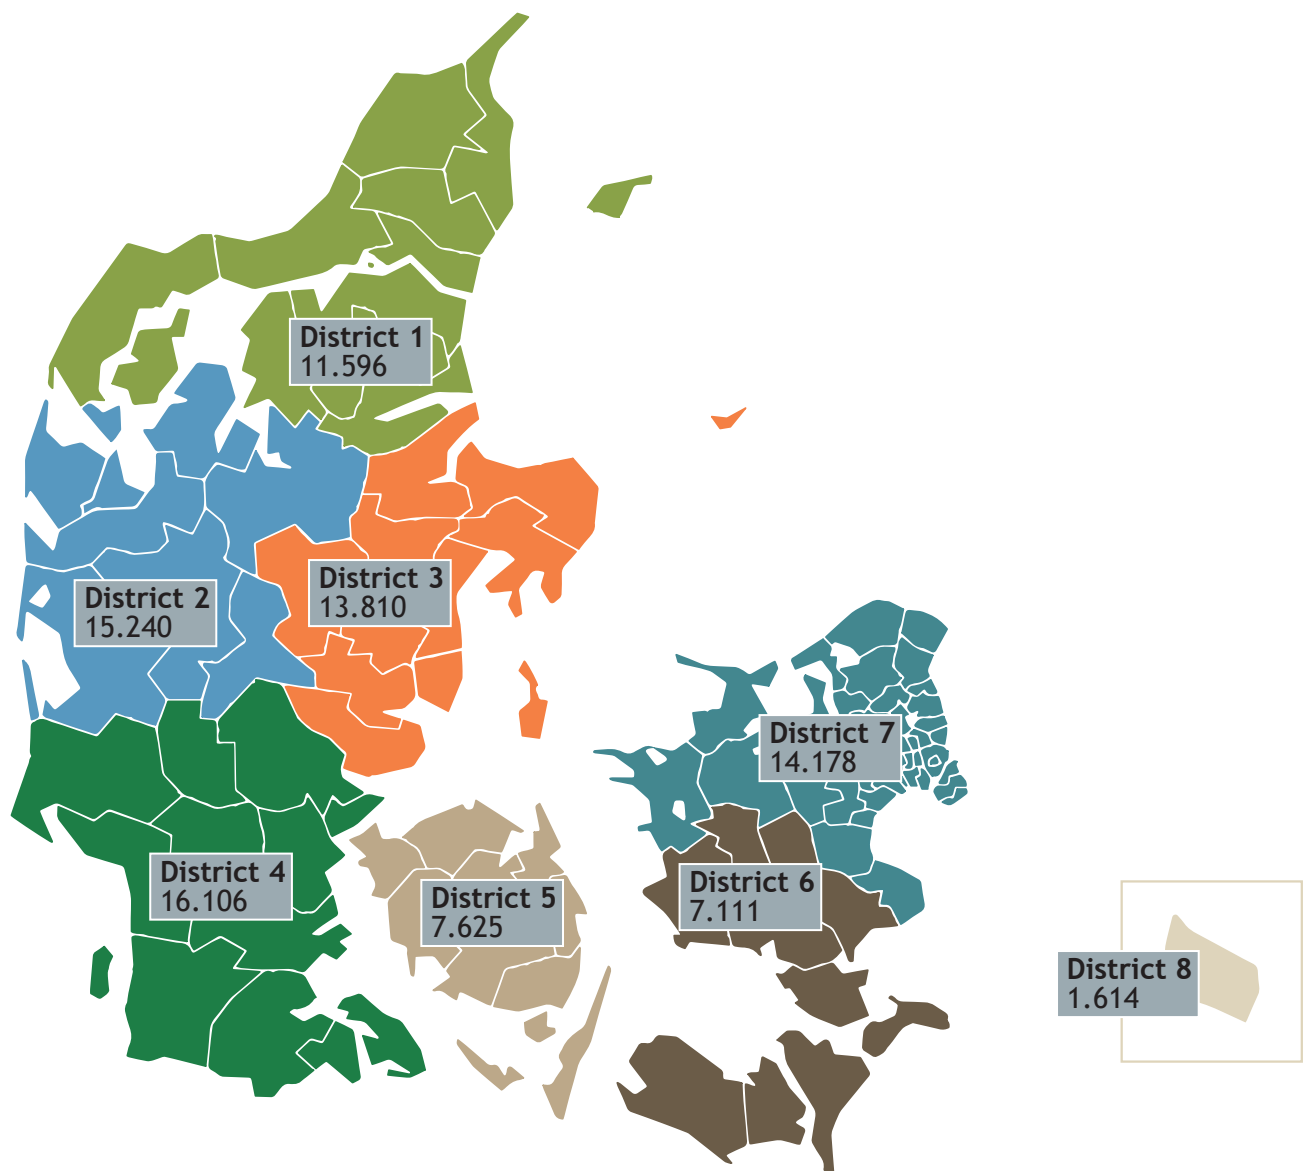 District 1
11.596
District 2
15.240
District 3
13.810
District 4
16.106
District 5
7.625
District 6
7.111
District 7
14.178
District 8
1.614